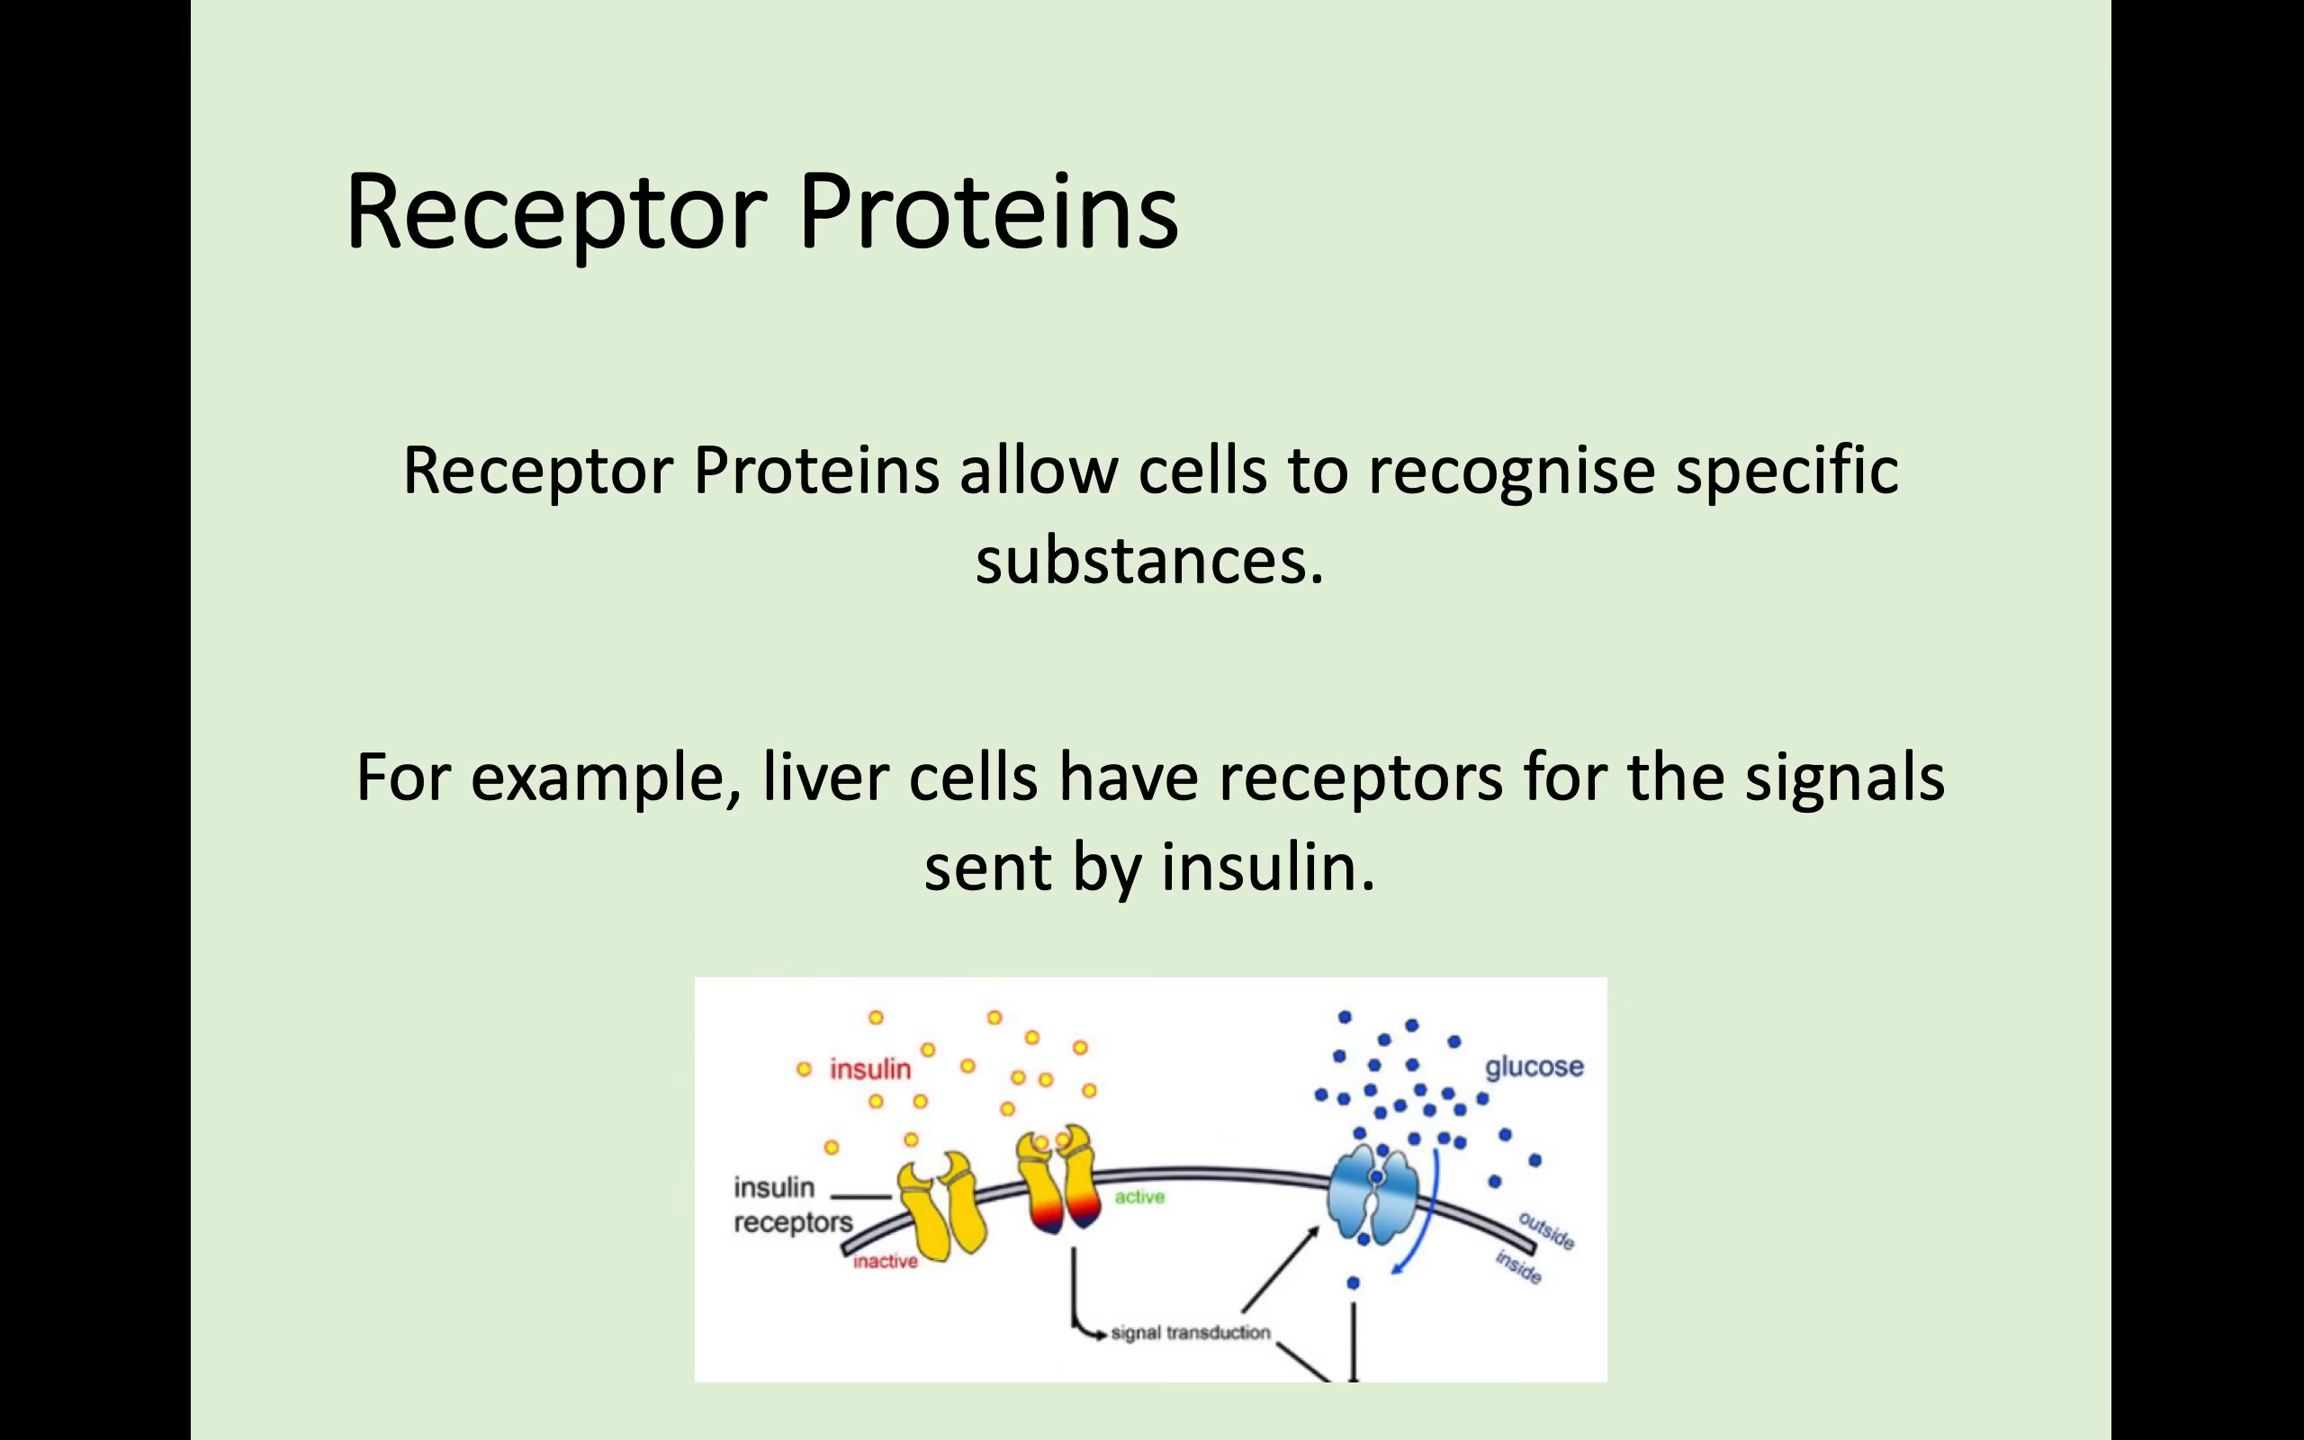 Receptor Proteins
Receptor Proteins allow cells to recognise specific
substances.
For example, liver cells have receptors for the signals
sent by insulin.
insulin
glucose
insulin
receptors
active
inactive
outside
inside
signal transduction